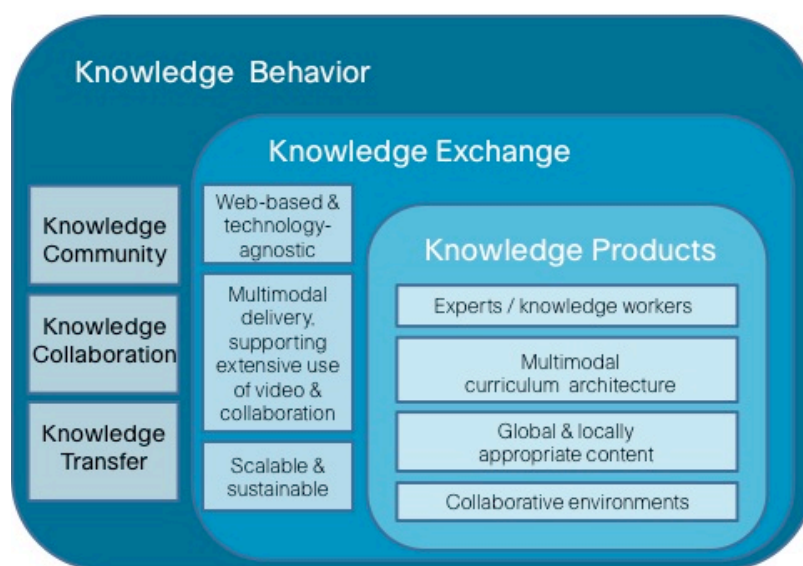 Knowledge Behavior
Knowledge
Community
Knowledge
Collaboration
Knowledge
Transfer
Knowledge Exchange
Web-based &
technology-
agnostic
Multimodal
delivery,
supporting
extensive use
of video &
collaboration
Scalable &
sustainable
Knowledge Products
Experts / knowledge workers
Multimodal
curriculum architecture
Global & locally
appropriate content
Collaborative environments